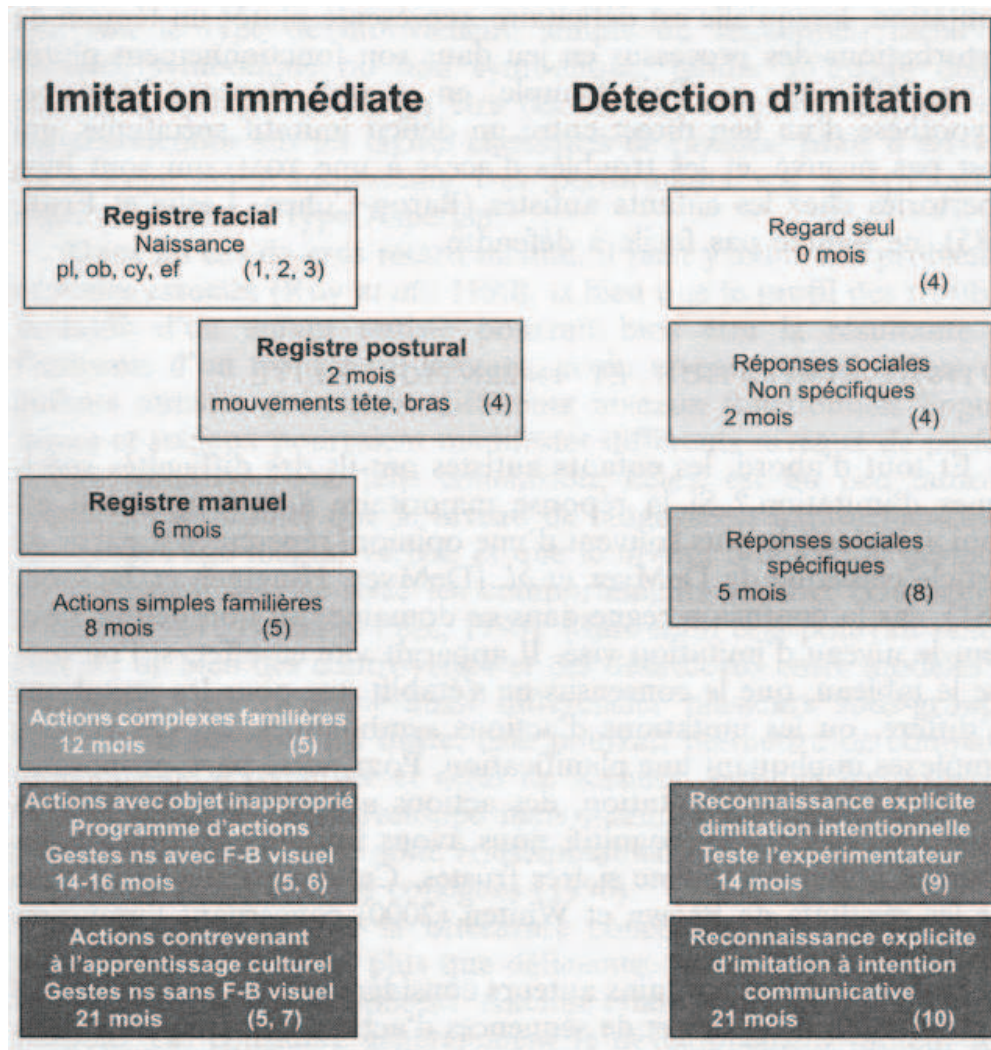 Imitation immédiate
Détection d'imitation
Registre facial
Naissance
pl, ob, cy, ef (1, 2, 3)
Regard seul
0 mois
(4)
Registre postural
2 mois
mouvements tête, bras (4)
Réponses sociales
Non spécifiques
2 mois (4)
Registre manuel
6 mois
Réponses sociales
spécifiques
5 mois (8)
Actions simples familières
8 mois (5)
Actions complexes familières
12 mois (5)
Actions avec objet inapproprié
Programme d'actions
Gestes ns avec F-B visuel
14-16 mois (5, 6)
Reconnaissance explicite
dimitation intentionnelle
Teste l'expérimentateur
14 mois (9)
Actions contrevenant
à l'apprentissage culturel
Gestes ns sans F-B visuel
21 mois (5, 7)
Reconnaissance explicite
d'imitation à intention
communicative
21 mois (10)